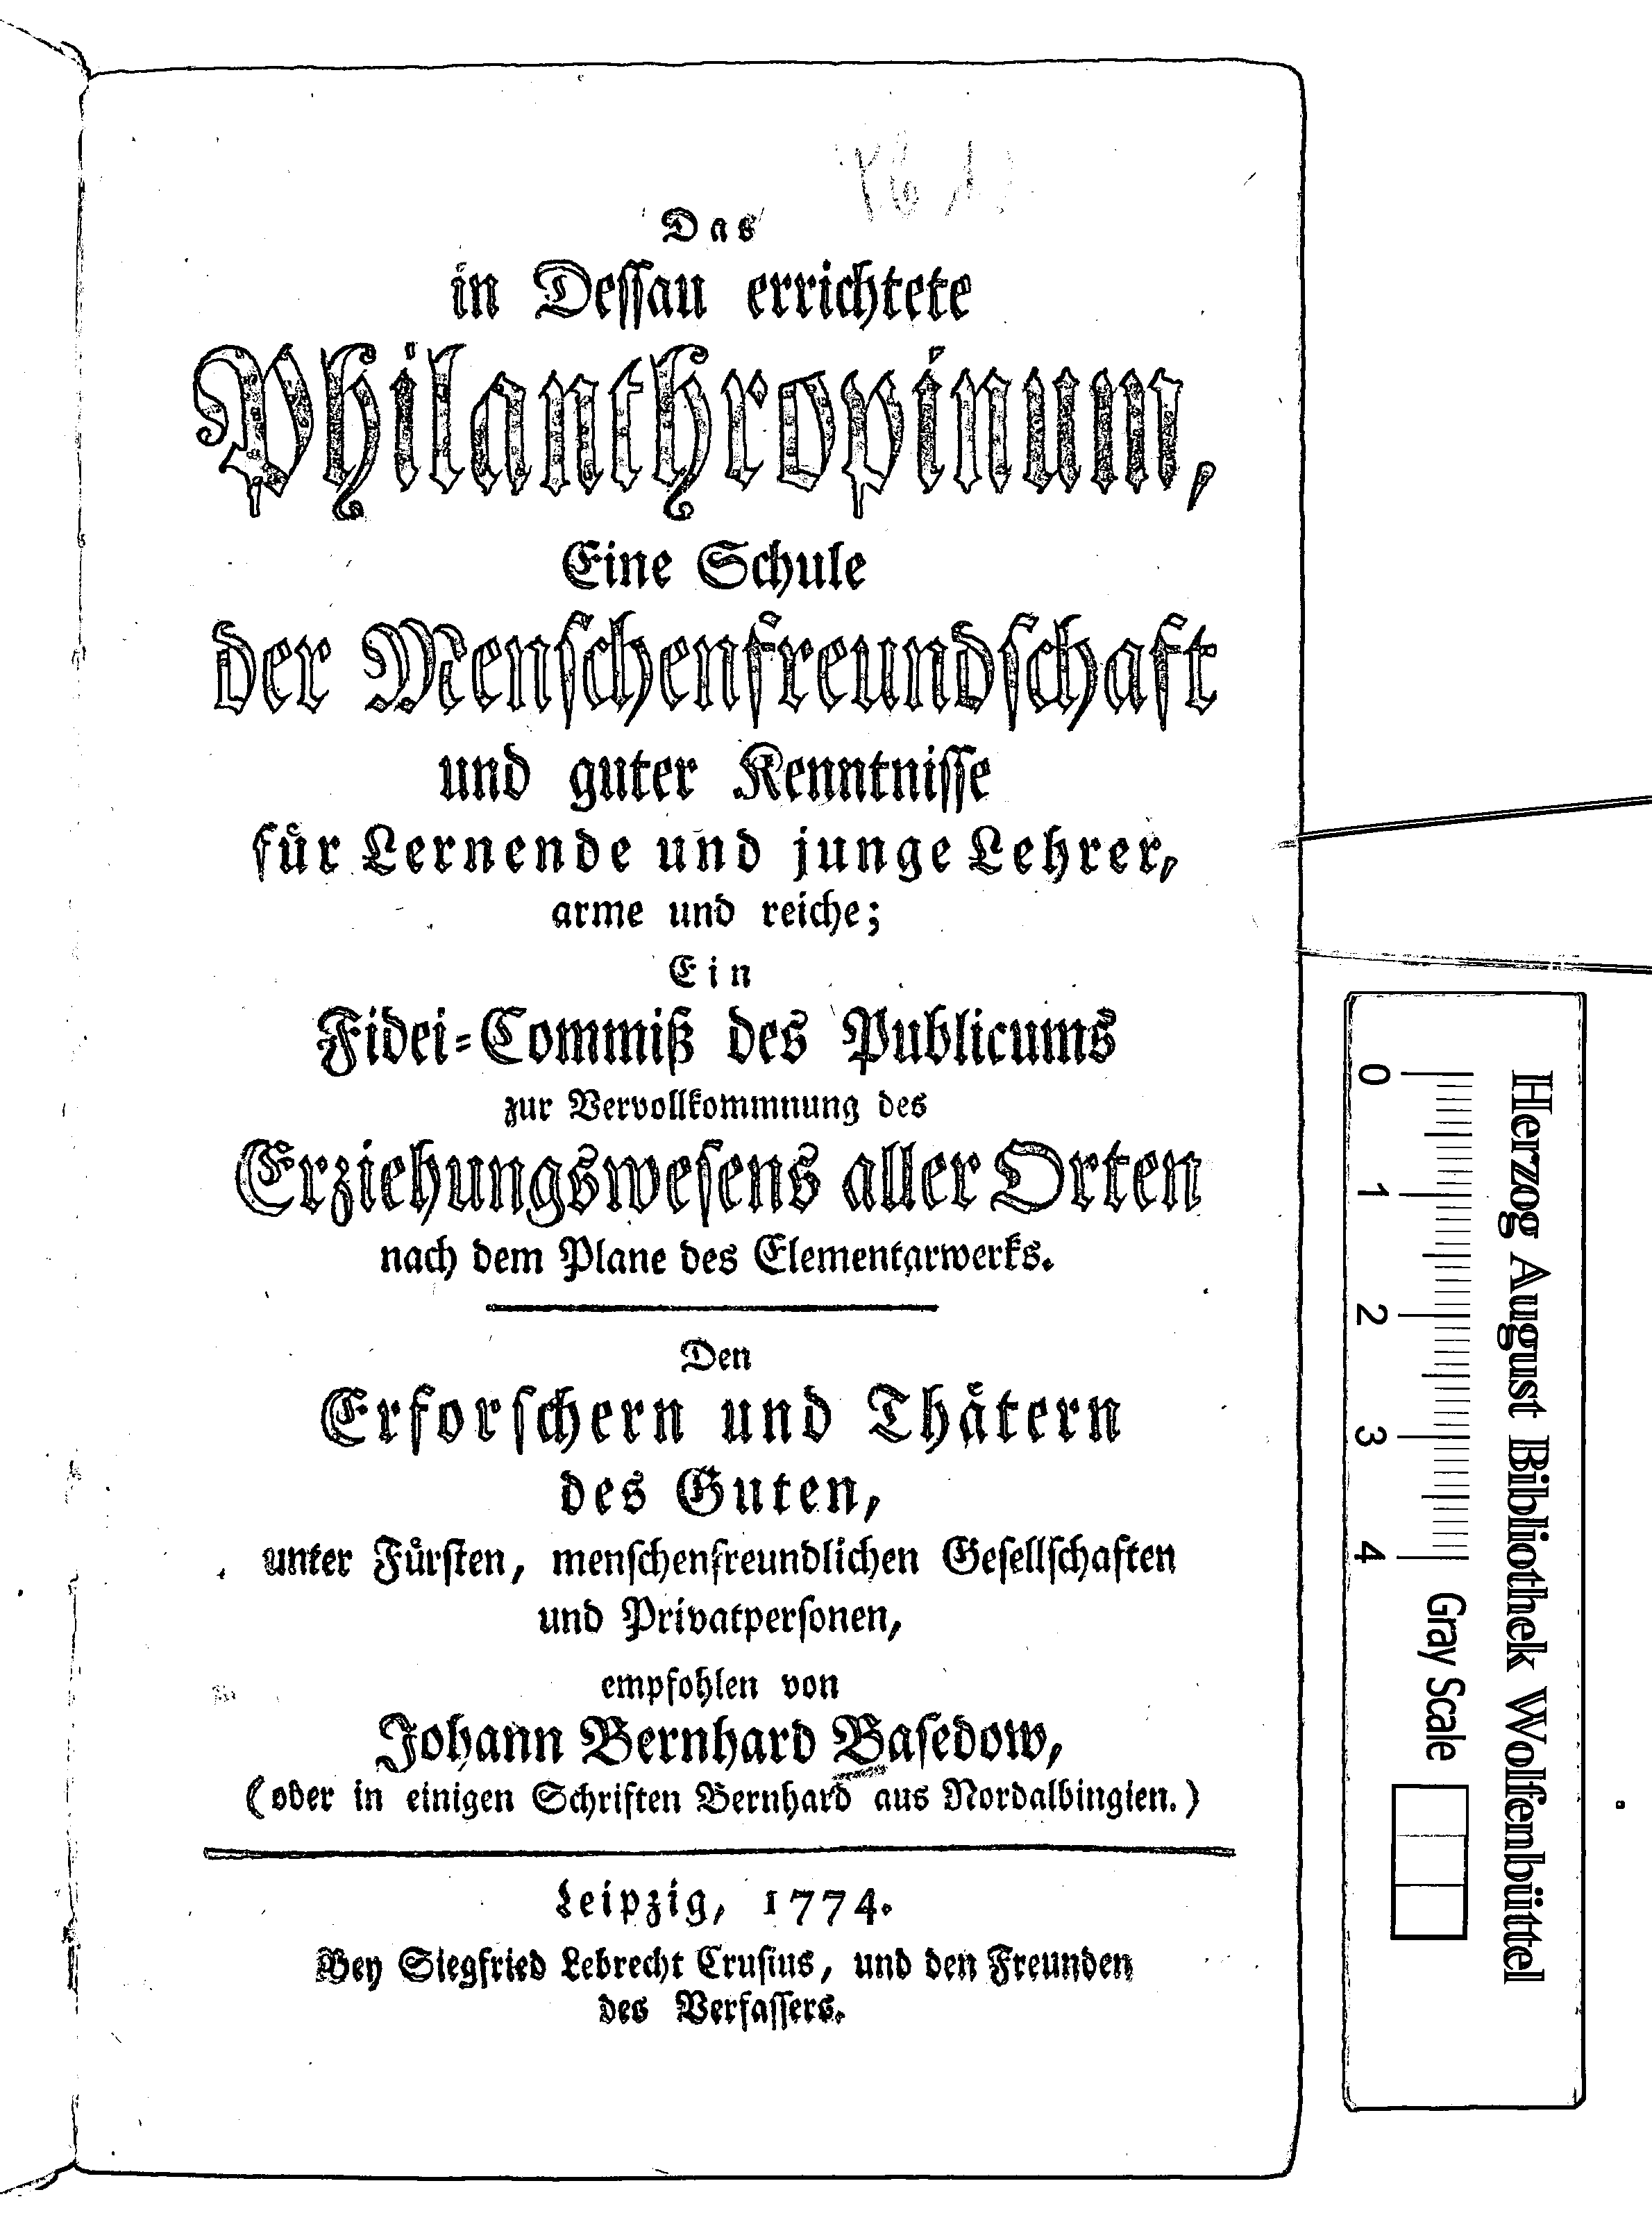 Das
in Dessau errichtete
Philanthropinum,
Eine Schule
der Menschenfreundschaft
und guter Kenntnisse
für Lernende und junge Lehrer,
arme und reiche;
Ein
Fidei-Commiß des Publicums
zur Vervollkommnung des
Erziehungswesens aller Orten
nach dem Plane des Elementarwerks.
Den
Erforschern und Thätern
des Guten,
unter Fürsten, menschenfreundlichen Gesellschaften
und Privatpersonen,
empfohlen von
Johann Bernhard Basedow,
(oder in einigen Schriften Bernhard aus Nordalbingien.)
Leipzig, 1774.
Bey Siegfried Lebrecht Crusius, und den Freunden
des Verfassers.
Herzog August Bibliothek Wolfenbüttel
0 1 2 3 4 Gray Scale